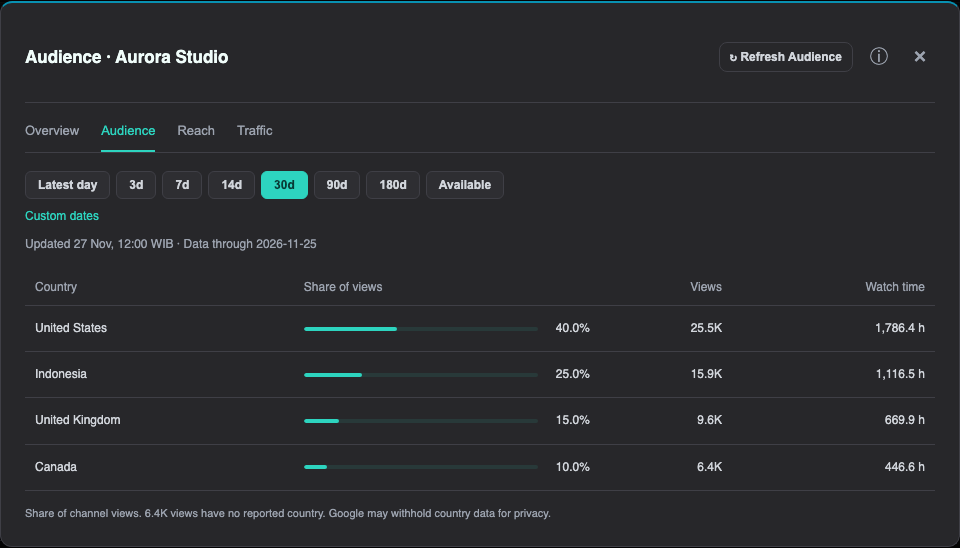 Audience · Aurora Studio
↻ Refresh Audience
ⓘ
×
Overview Audience Reach Traffic
Latest day 3d 7d 14d 30d 90d 180d Available
Custom dates
Updated 27 Nov, 12:00 WIB · Data through 2026-11-25
Country Share of views Views Watch time
United States 40.0% 25.5K 1,786.4 h
Indonesia 25.0% 15.9K 1,116.5 h
United Kingdom 15.0% 9.6K 669.9 h
Canada 10.0% 6.4K 446.6 h
Share of channel views. 6.4K views have no reported country. Google may withhold country data for privacy.